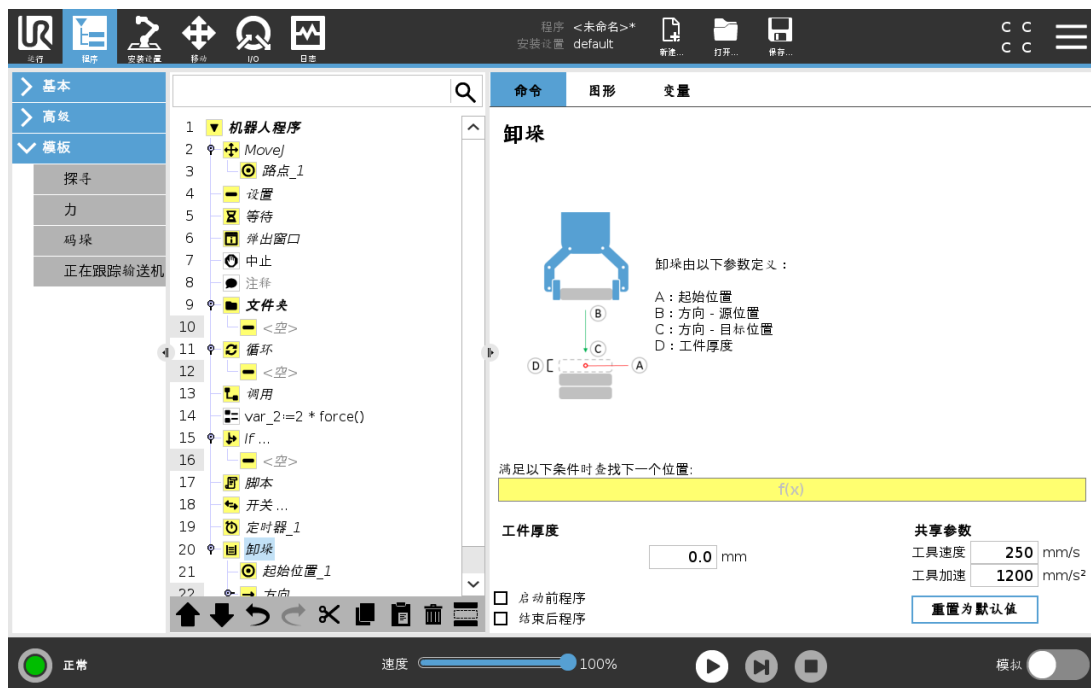 UR
运行
程序
安装设置
移动
I/O
日志
程序 <未命名>*
安装设置 default
新建...
打开...
保存...
C C
C C
基本
高级
模板
探寻
力
码垛
正在跟踪输送机
1 机器人程序
2 MoveJ
3 路点_1
4 设置
5 等待
6 弹出窗口
7 中止
8 注释
9 文件夹
10 <空>
11 循环
12 <空>
13 调用
14 var_2:=2 * force()
15 If ...
16 <空>
17 脚本
18 开关 ...
19 定时器_1
20 卸垛
21 起始位置_1
22 方向
命令 图形 变量
卸垛
B
C
D
A
卸垛由以下参数定义：
A：起始位置
B：方向 - 源位置
C：方向 - 目标位置
D：工件厚度
满足以下条件时查找下一个位置:
f(x)
工件厚度
0.0 mm
启动前程序
结束后程序
共享参数
工具速度 250 mm/s
工具加速 1200 mm/s²
重置为默认值
正常
速度 100%
模拟